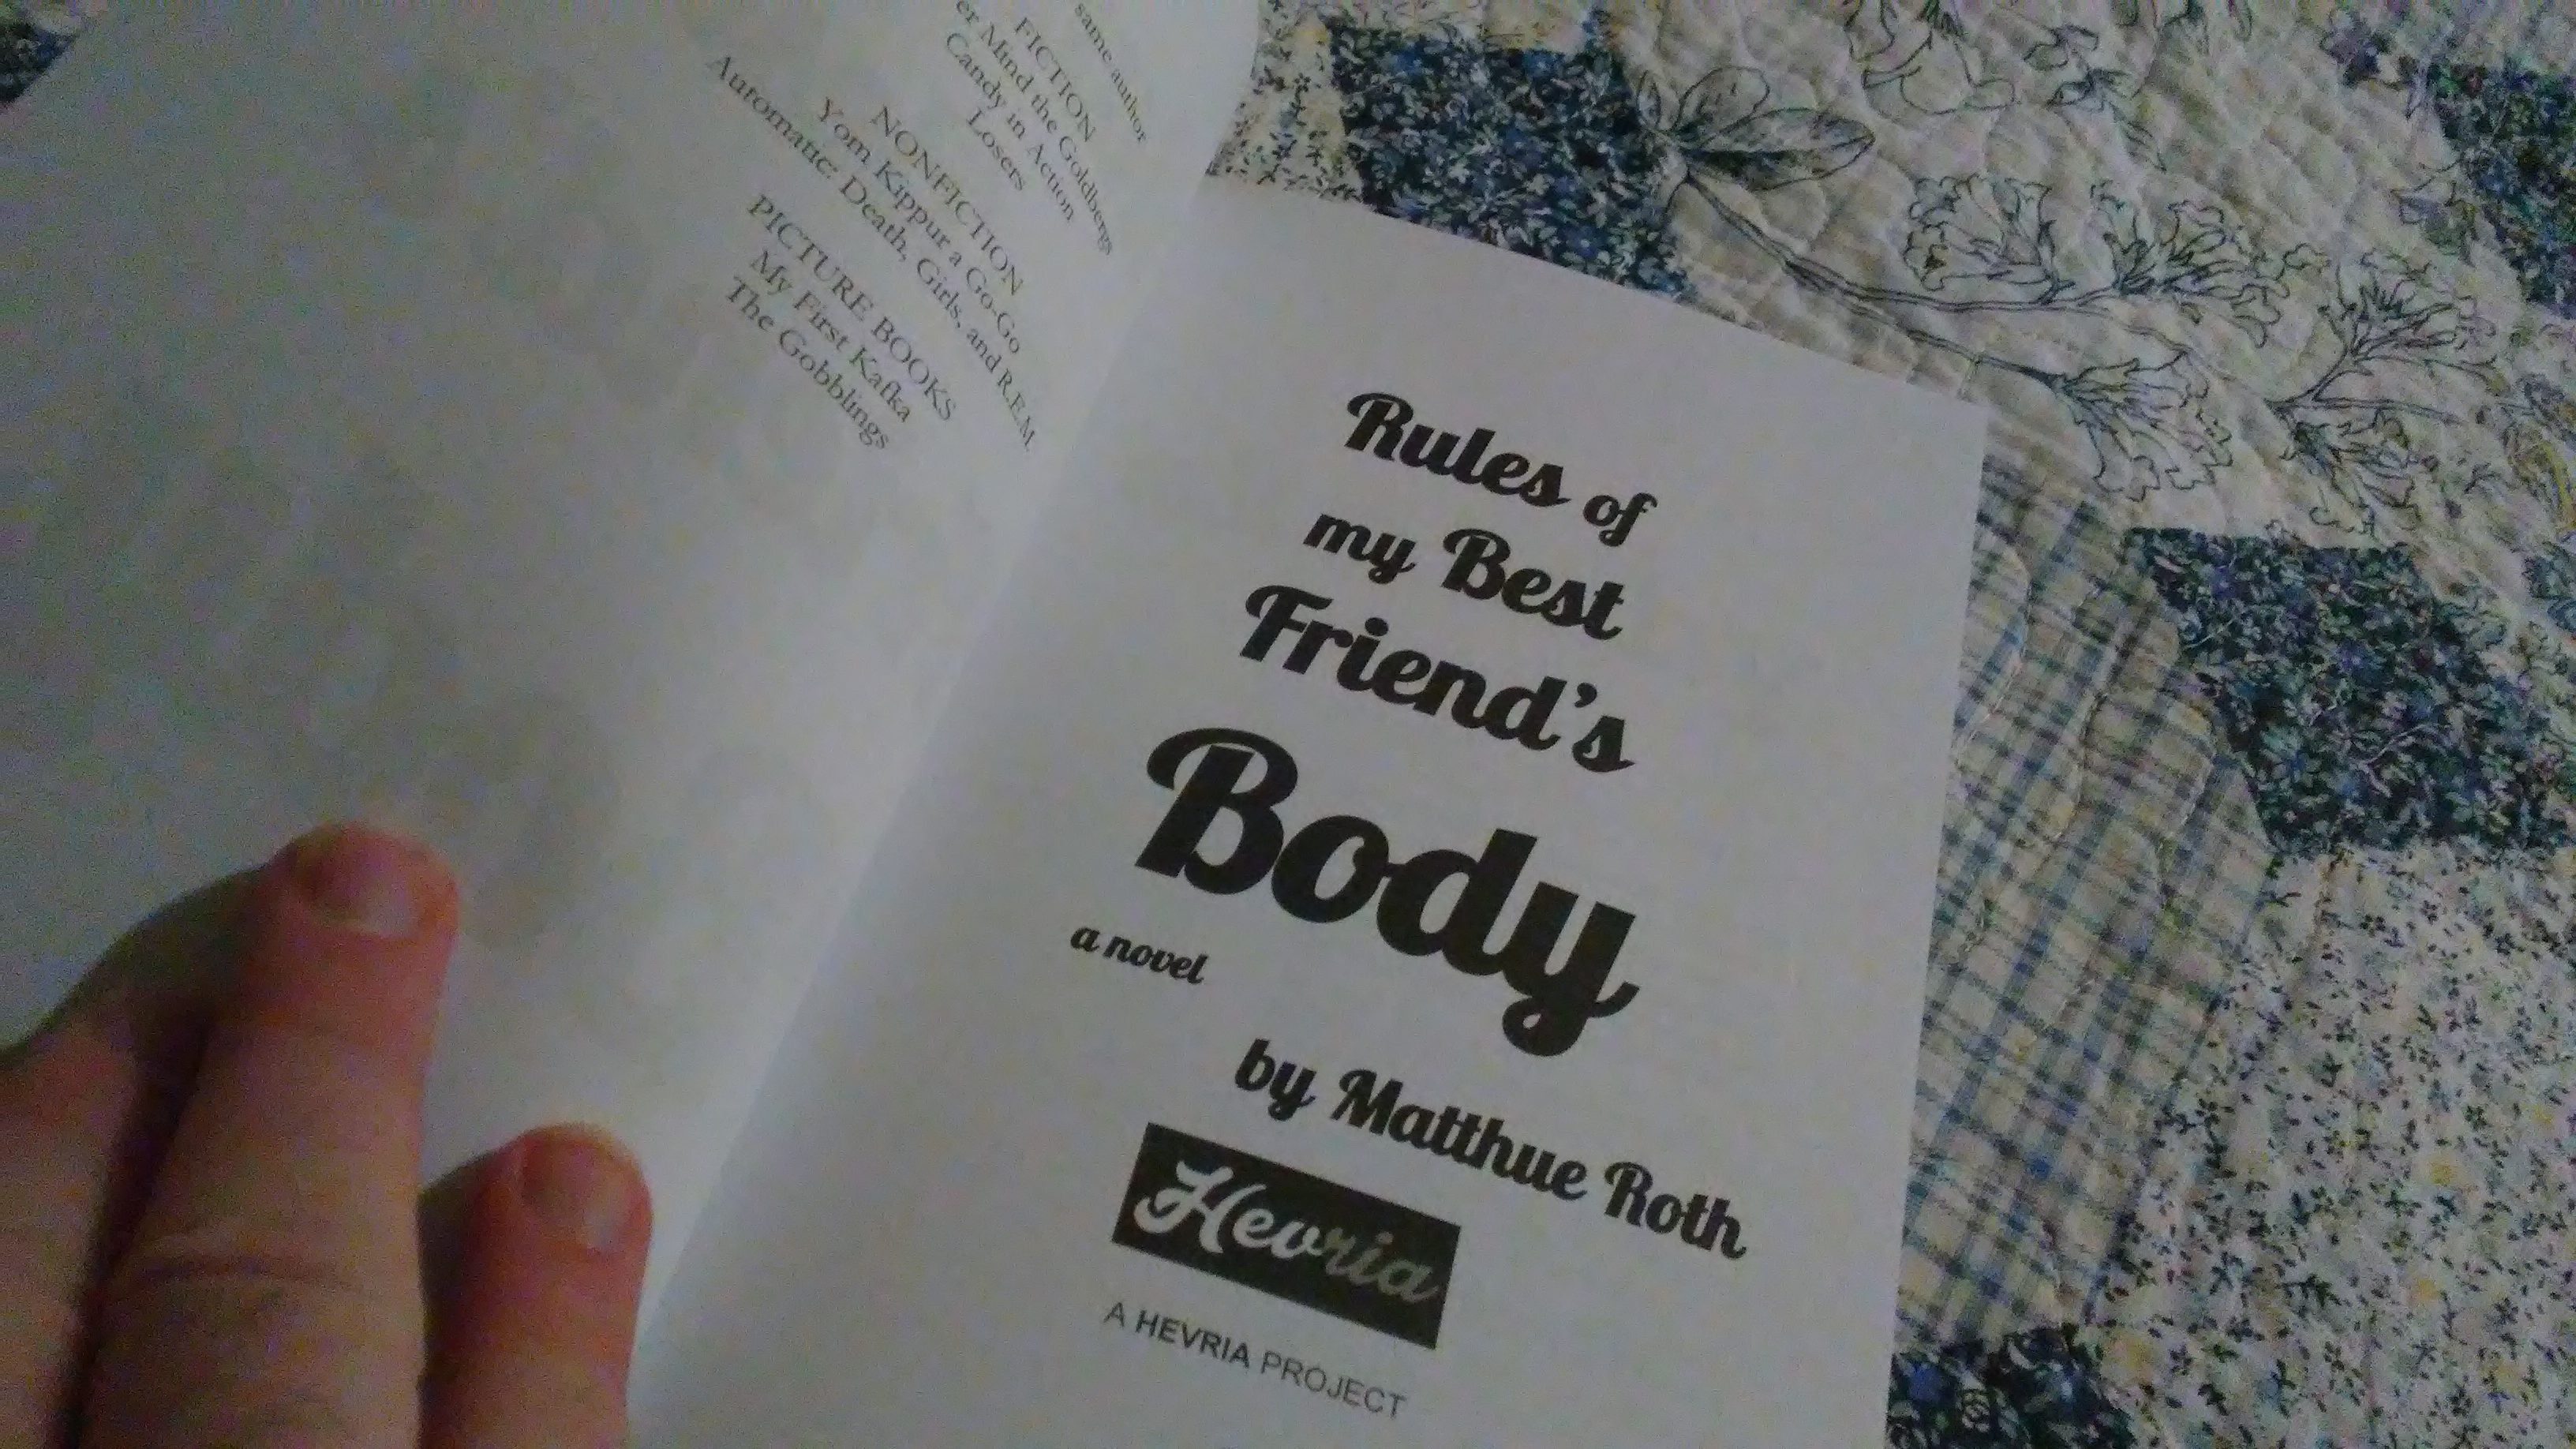 same author
FICTION
er Mind the Goldbergs
Candy in Action
Losers
NONFICTION
Yom Kippur a Go-Go
Automatic: Death, Girls, and R.E.M.
PICTURE BOOKS
My First Kafka
The Gobblings
Rules of
my Best
Friend's
Body
a novel
by Matthue Roth
Hevria
A HEVRIA PROJECT